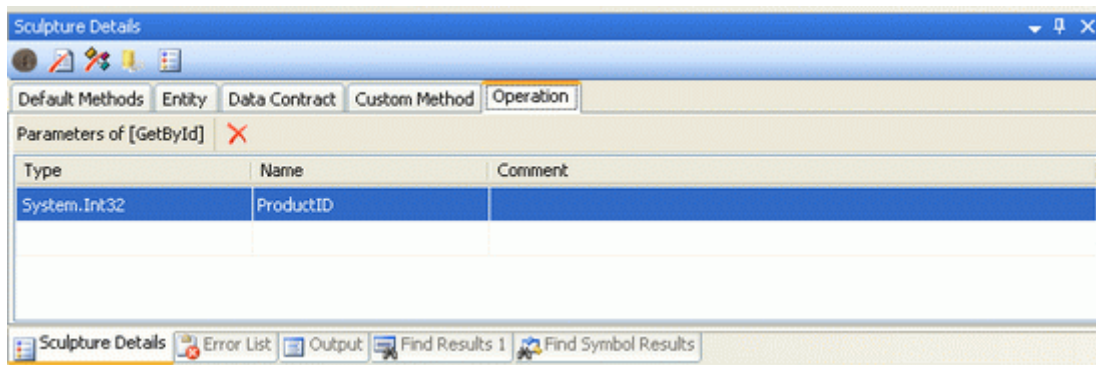 Sculpture Details
Default Methods Entity Data Contract Custom Method Operation
Parameters of [GetById]
Type Name Comment
System.Int32 ProductID
Sculpture Details Error List Output Find Results 1 Find Symbol Results